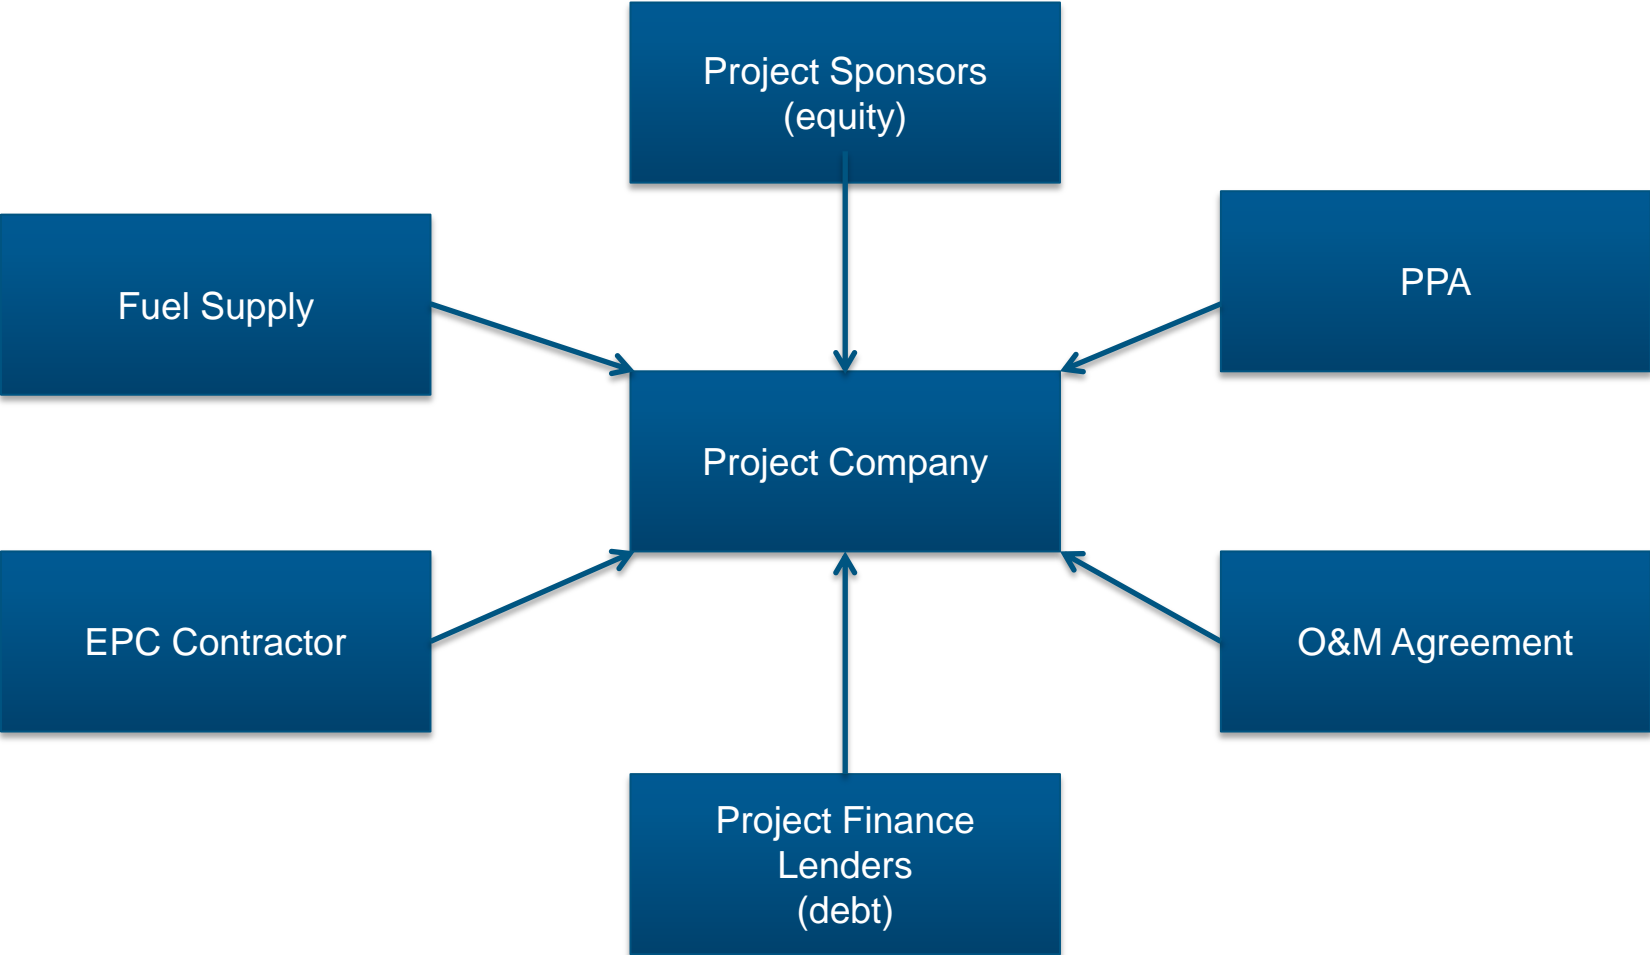 Project Sponsors
(equity)
Fuel Supply
PPA
Project Company
EPC Contractor
O&M Agreement
Project Finance
Lenders
(debt)